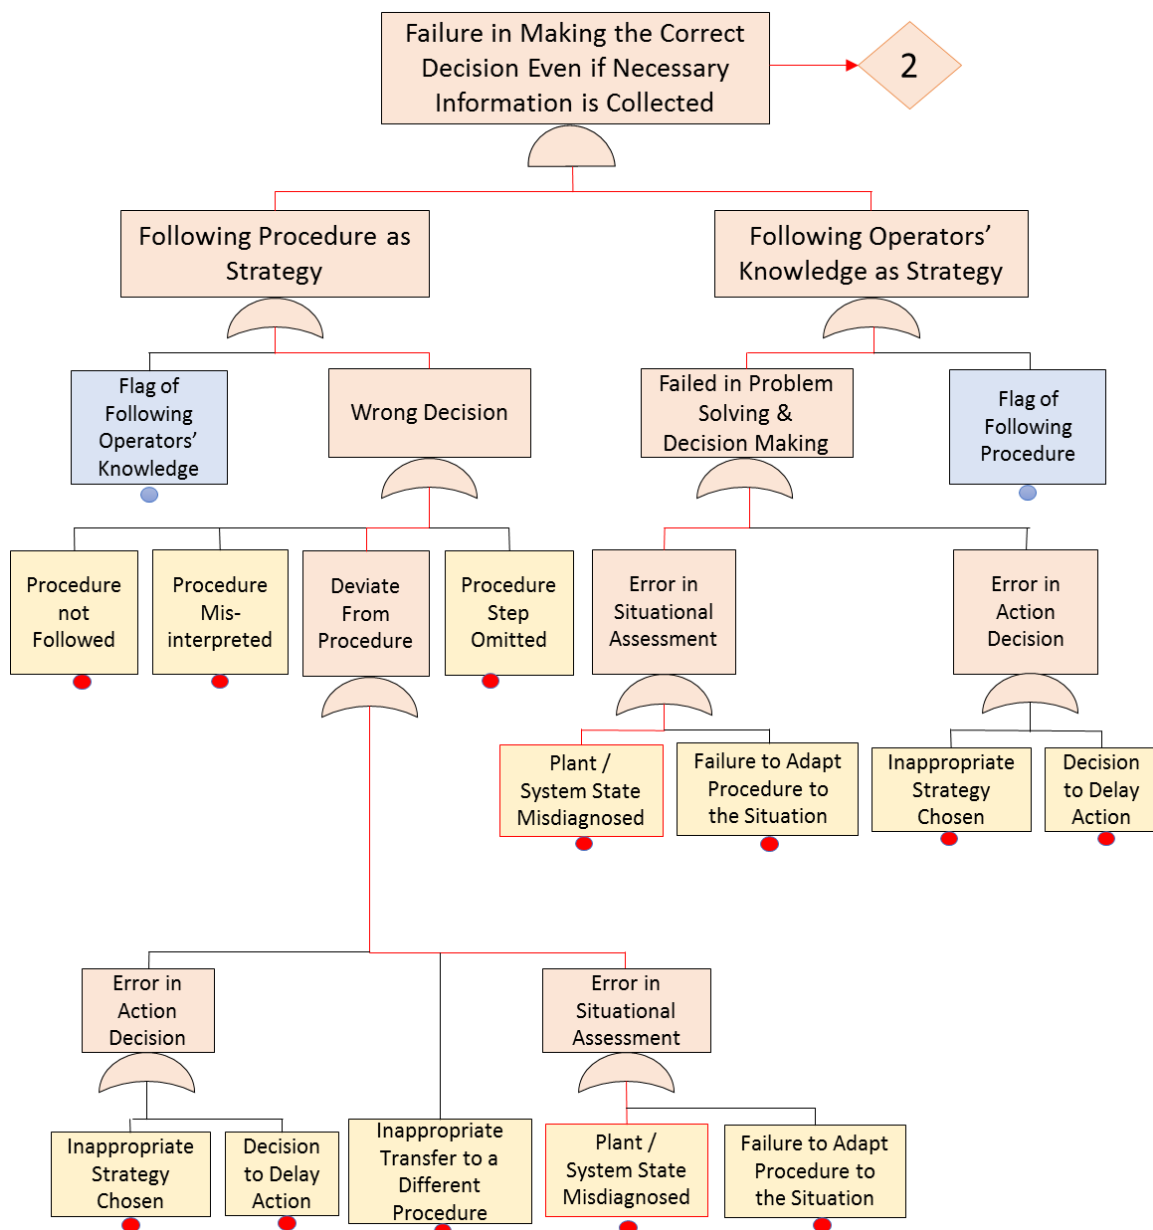 Failure in Making the Correct
Decision Even if Necessary
Information is Collected
2
Following Procedure as
Strategy
Following Operators’
Knowledge as Strategy
Flag of
Following
Operators’
Knowledge
Wrong Decision
Failed in Problem
Solving &
Decision Making
Flag of
Following
Procedure
Procedure
not
Followed
Procedure
Mis-
interpreted
Deviate
From
Procedure
Procedure
Step
Omitted
Error in
Situational
Assessment
Error in
Action
Decision
Plant /
System State
Misdiagnosed
Failure to Adapt
Procedure to
the Situation
Inappropriate
Strategy
Chosen
Decision
to Delay
Action
Error in
Action
Decision
Error in
Situational
Assessment
Inappropriate
Strategy
Chosen
Decision
to Delay
Action
Inappropriate
Transfer to a
Different
Procedure
Plant /
System State
Misdiagnosed
Failure to Adapt
Procedure to
the Situation